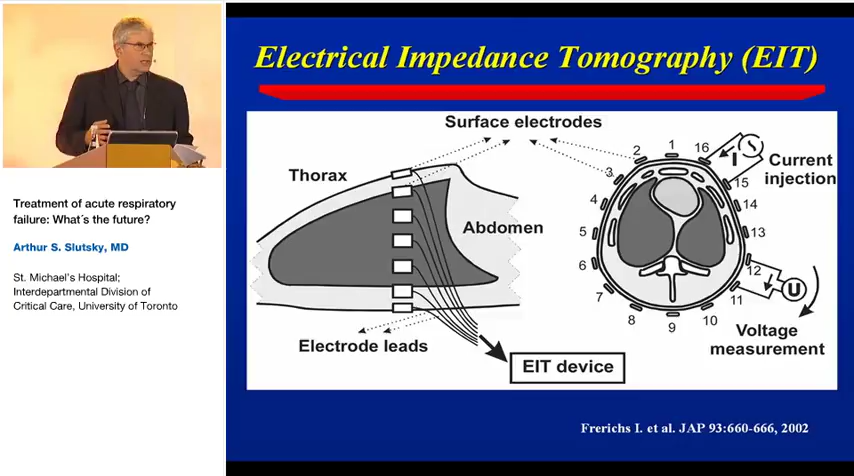 Treatment of acute respiratory
failure: What´s the future?
Arthur S. Slutsky, MD
St. Michael's Hospital;
Interdepartmental Division of
Critical Care, University of Toronto
Electrical Impedance Tomography (EIT)
Surface electrodes
Thorax
Abdomen
Electrode leads
EIT device
1
2
3
4
5
6
7
8
9
10
11
12
13
14
15
16
I
S
Current
injection
U
Voltage
measurement
Frerichs I. et al. JAP 93:660-666, 2002